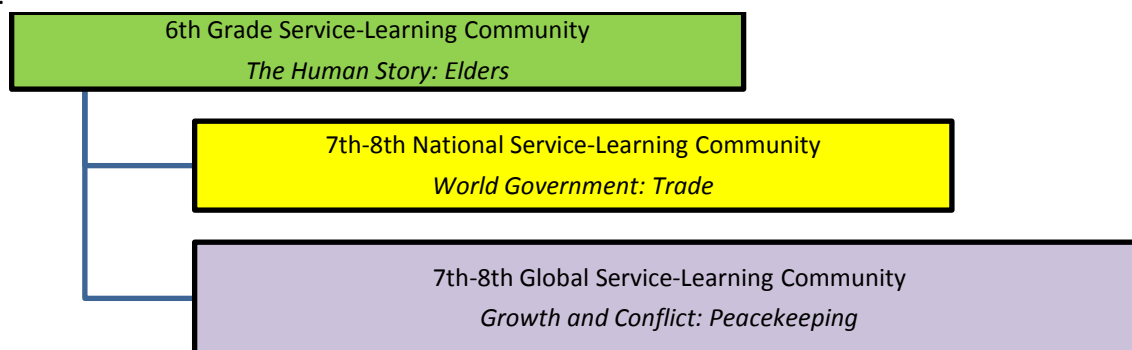 6th Grade Service-Learning Community
The Human Story: Elders
7th-8th National Service-Learning Community
World Government: Trade
7th-8th Global Service-Learning Community
Growth and Conflict: Peacekeeping